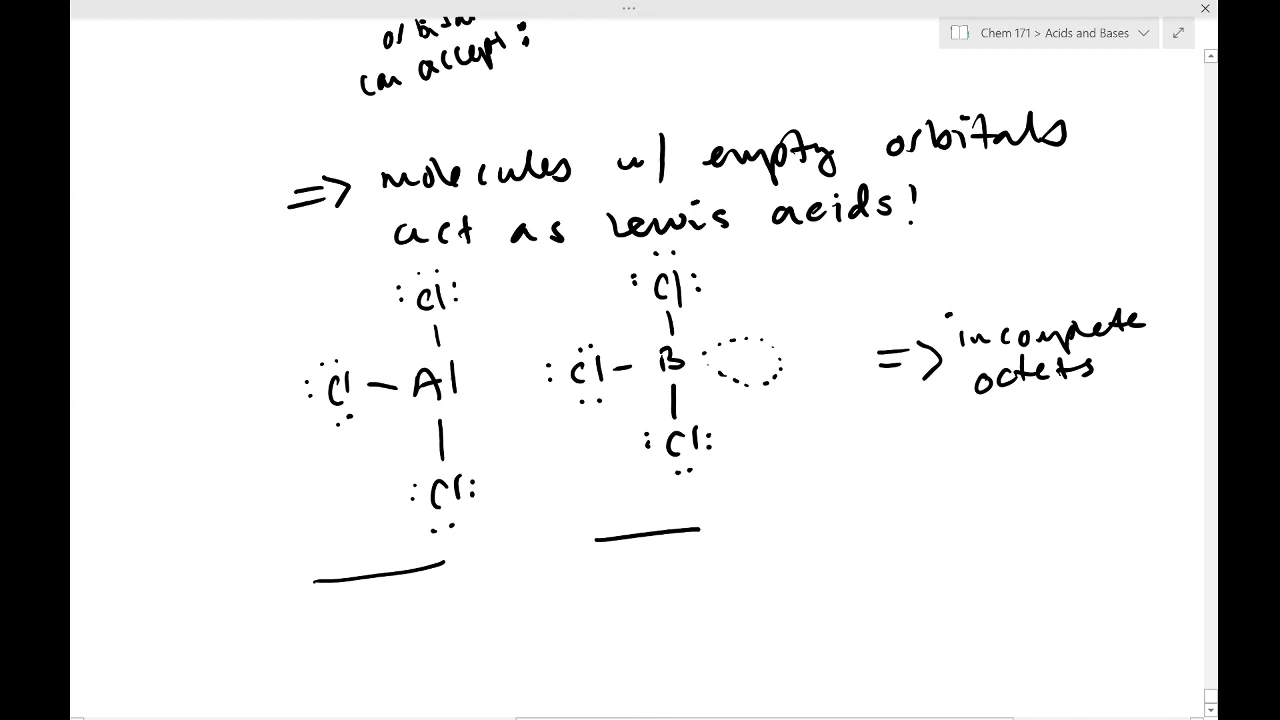 Chem 171 > Acids and Bases
can accept:
=> molecules w/ empty orbitals
act as Lewis acids!
:Cl: :Cl:
:Cl - Al :Cl - B => incomplete
octets
:Cl: :Cl: